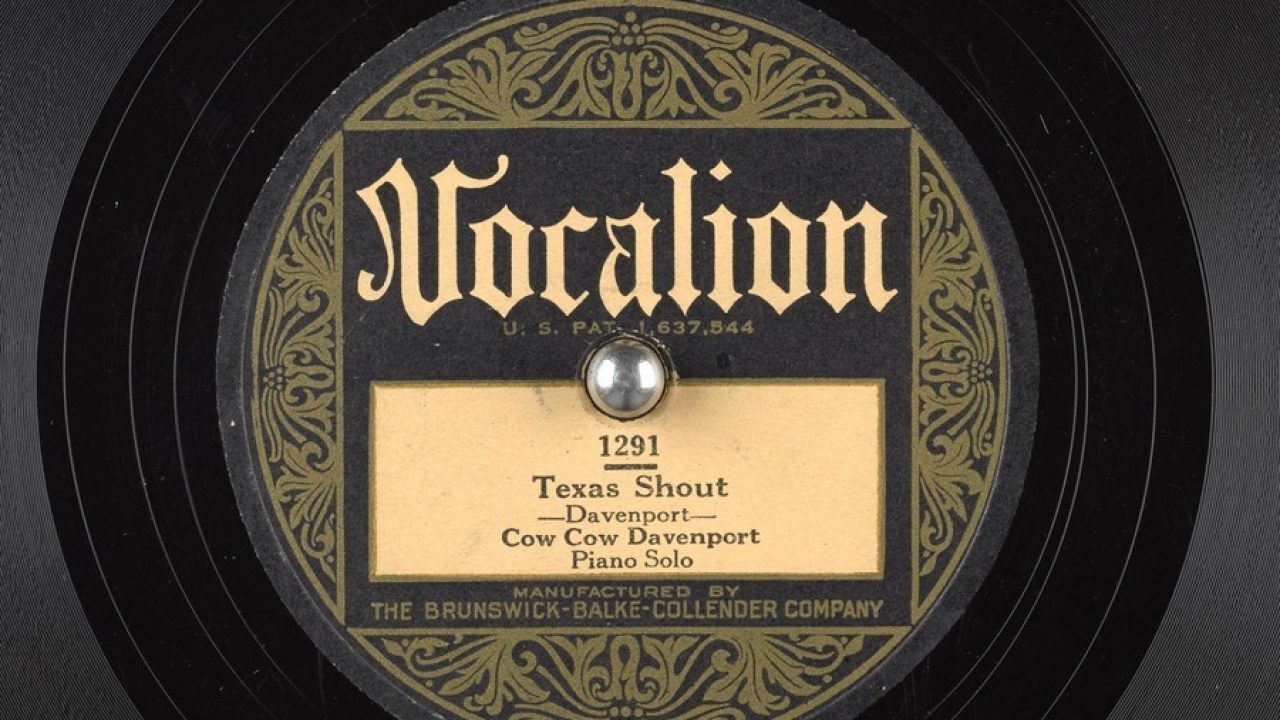 Vocalion
U. S. PAT. 1,637,544
1291
Texas Shout
—Davenport—
Cow Cow Davenport
Piano Solo
MANUFACTURED BY
THE BRUNSWICK-BALKE-COLLENDER COMPANY